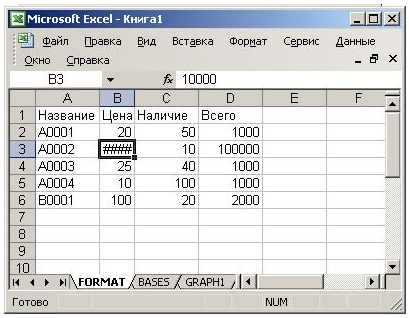 Microsoft Excel - Книга1
Файл Правка Вид Вставка Формат Сервис Данные
Окно Справка
B3 fx 10000
A B C D E F
1 Название Цена Наличие Всего
2 A0001 20 50 1000
3 A0002 #### 10 100000
4 A0003 25 40 1000
5 A0004 10 100 1000
6 B0001 100 20 2000
7
8
9
10
FORMAT BASES GRAPH1
Готово NUM